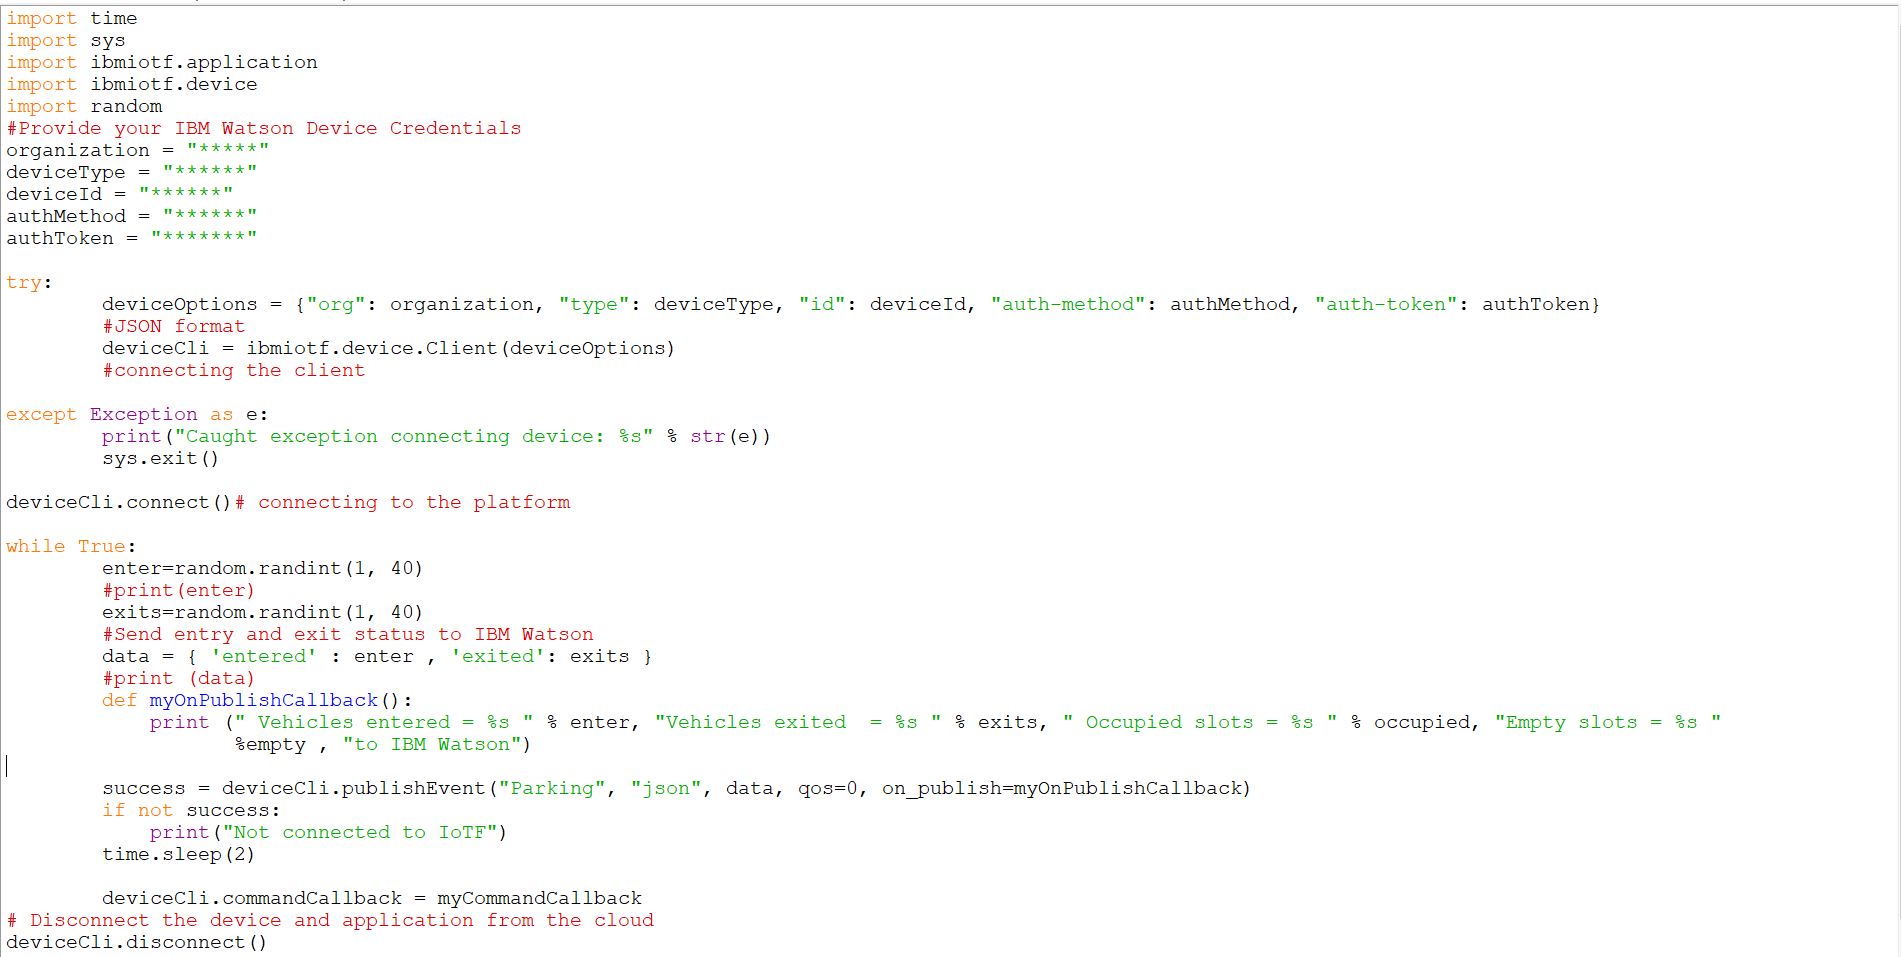 import time
import sys
import ibmiotf.application
import ibmiotf.device
import random
#Provide your IBM Watson Device Credentials
organization = "*****"
deviceType = "******"
deviceId = "******"
authMethod = "******"
authToken = "*******"

try:
        deviceOptions = {"org": organization, "type": deviceType, "id": deviceId, "auth-method": authMethod, "auth-token": authToken}
        #JSON format
        deviceCli = ibmiotf.device.Client(deviceOptions)
        #connecting the client

except Exception as e:
        print("Caught exception connecting device: %s" % str(e))
        sys.exit()

deviceCli.connect()# connecting to the platform

while True:
        enter=random.randint(1, 40)
        #print(enter)
        exits=random.randint(1, 40)
        #Send entry and exit status to IBM Watson
        data = { 'entered' : enter , 'exited': exits }
        #print (data)
        def myOnPublishCallback():
            print (" Vehicles entered = %s " % enter, "Vehicles exited  = %s " % exits, " Occupied slots = %s " % occupied, "Empty slots = %s "
                   %empty , "to IBM Watson")

        success = deviceCli.publishEvent("Parking", "json", data, qos=0, on_publish=myOnPublishCallback)
        if not success:
            print("Not connected to IoTF")
        time.sleep(2)

        deviceCli.commandCallback = myCommandCallback
# Disconnect the device and application from the cloud
deviceCli.disconnect()